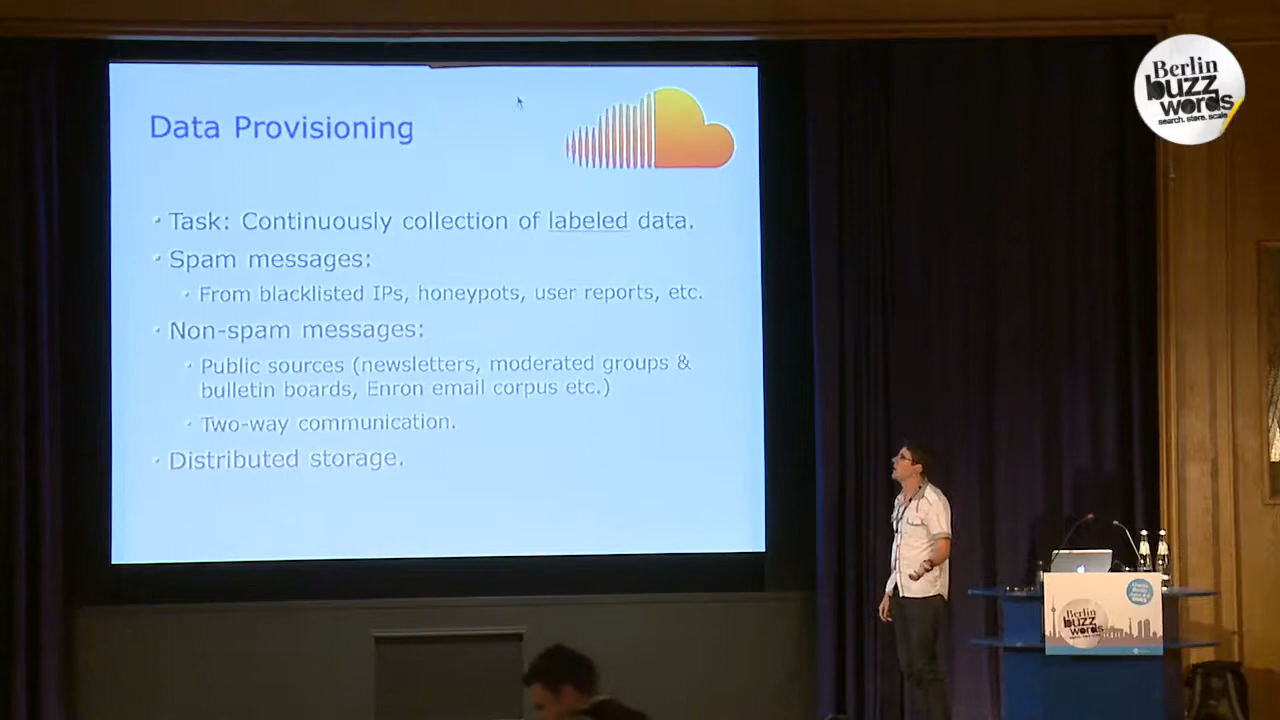 Berlin
buzz
words
search. store. scale
Data Provisioning
Task: Continuously collection of labeled data.
Spam messages:
From blacklisted IPs, honeypots, user reports, etc.
Non-spam messages:
Public sources (newsletters, moderated groups &
bulletin boards, Enron email corpus etc.)
Two-way communication.
Distributed storage.
Berlin
buzz
words